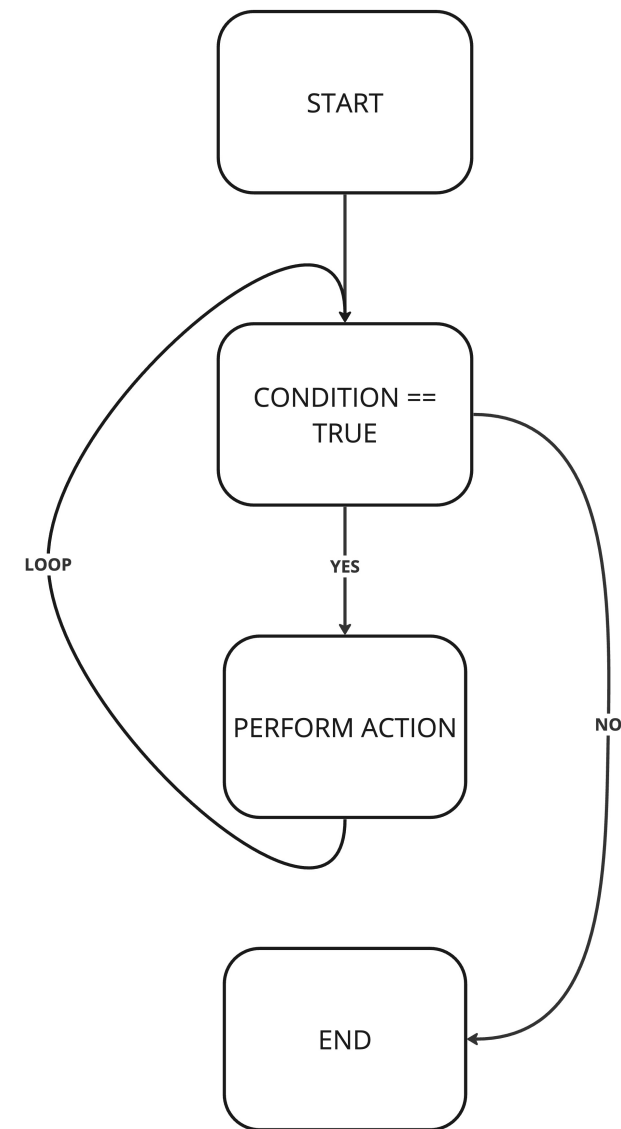 START
CONDITION ==
TRUE
LOOP
YES
PERFORM ACTION
NO
END